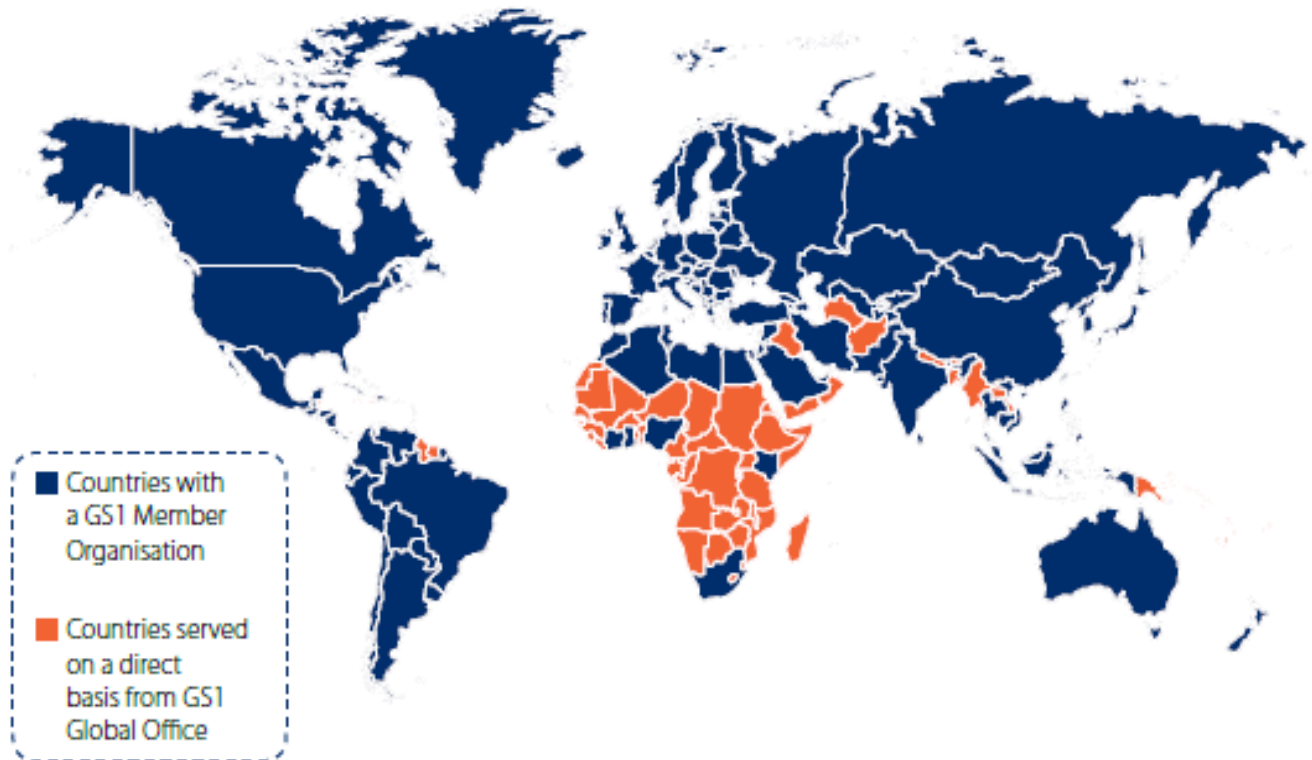 Countries with
a GS1 Member
Organisation
Countries served
on a direct
basis from GS1
Global Office